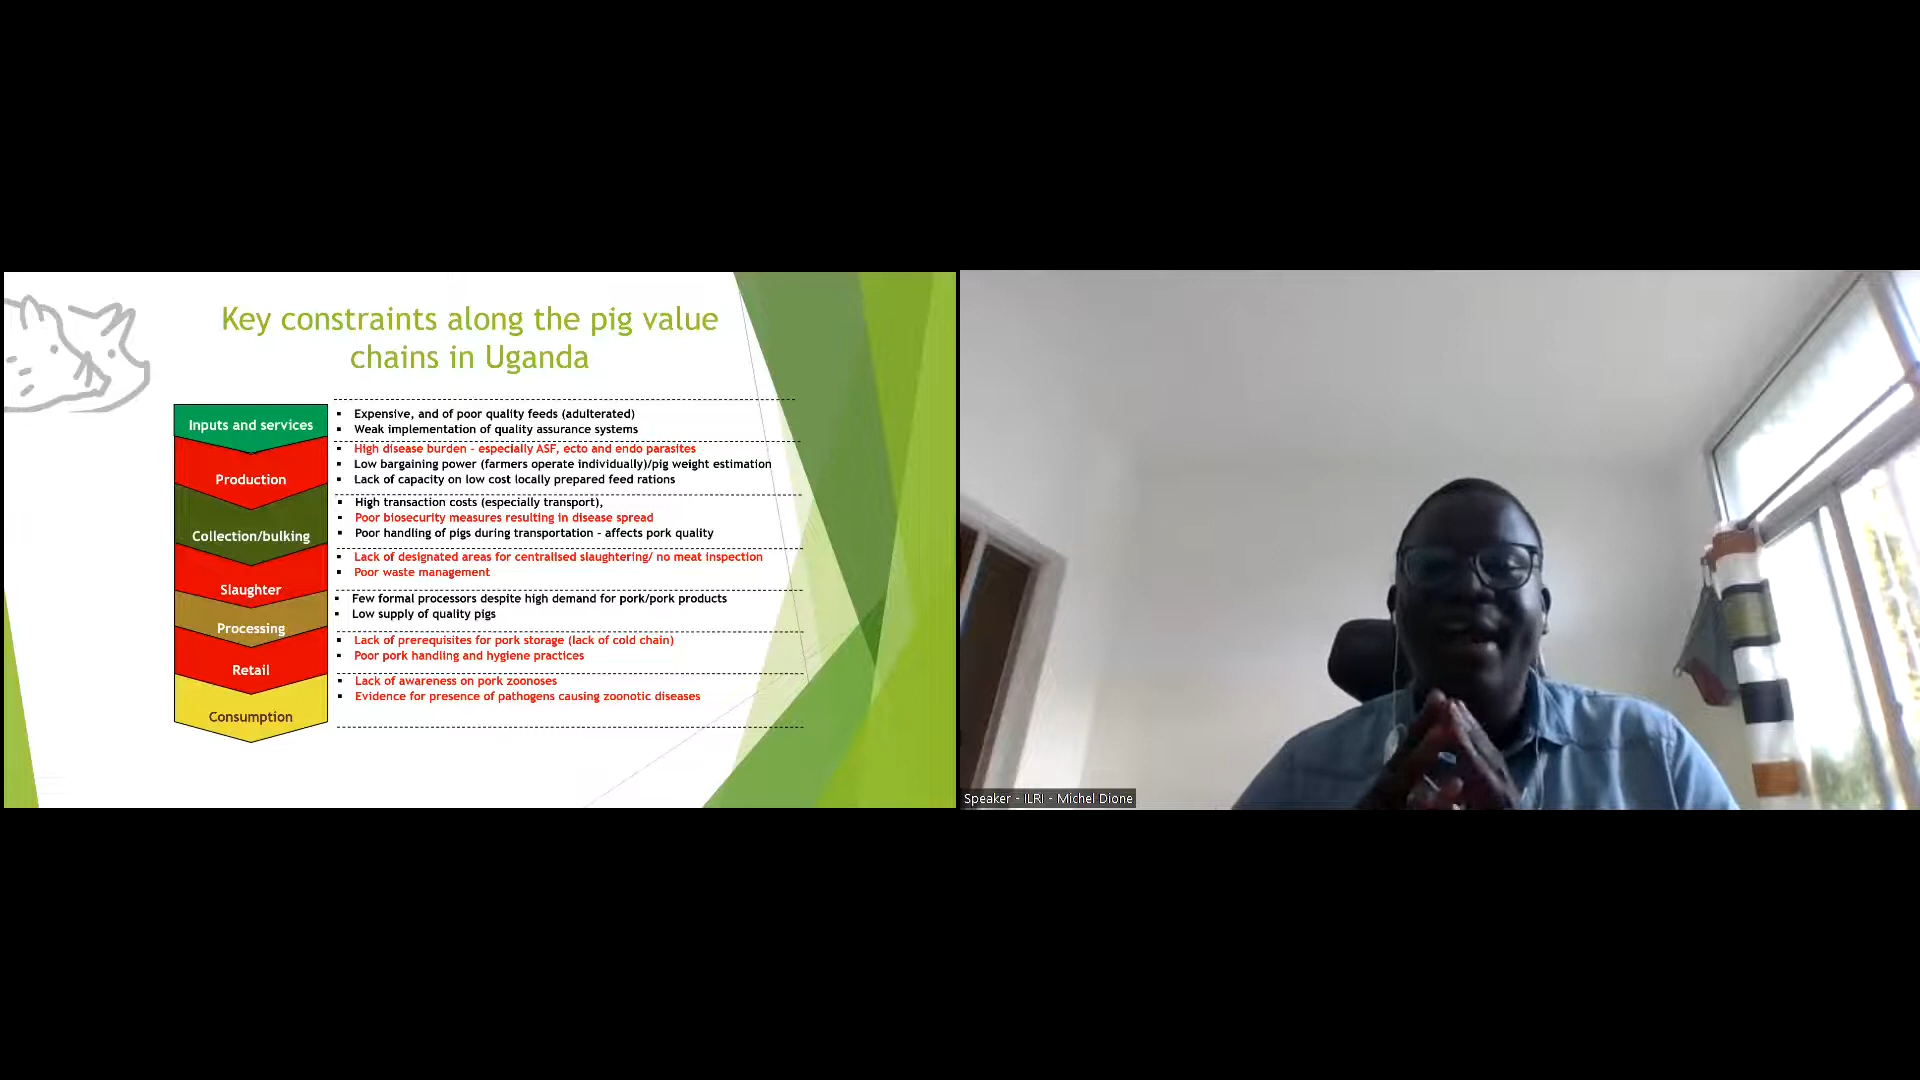 Key constraints along the pig value
chains in Uganda
Inputs and services
▪ Expensive, and of poor quality feeds (adulterated)
▪ Weak implementation of quality assurance systems
Production
▪ High disease burden - especially ASF, ecto and endo parasites
▪ Low bargaining power (farmers operate individually)/pig weight estimation
▪ Lack of capacity on low cost locally prepared feed rations
Collection/bulking
▪ High transaction costs (especially transport),
▪ Poor biosecurity measures resulting in disease spread
▪ Poor handling of pigs during transportation - affects pork quality
Slaughter
▪ Lack of designated areas for centralised slaughtering/ no meat inspection
▪ Poor waste management
Processing
▪ Few formal processors despite high demand for pork/pork products
▪ Low supply of quality pigs
Retail
▪ Lack of prerequisites for pork storage (lack of cold chain)
▪ Poor pork handling and hygiene practices
Consumption
▪ Lack of awareness on pork zoonoses
▪ Evidence for presence of pathogens causing zoonotic diseases
Speaker - ILRI - Michel Dione